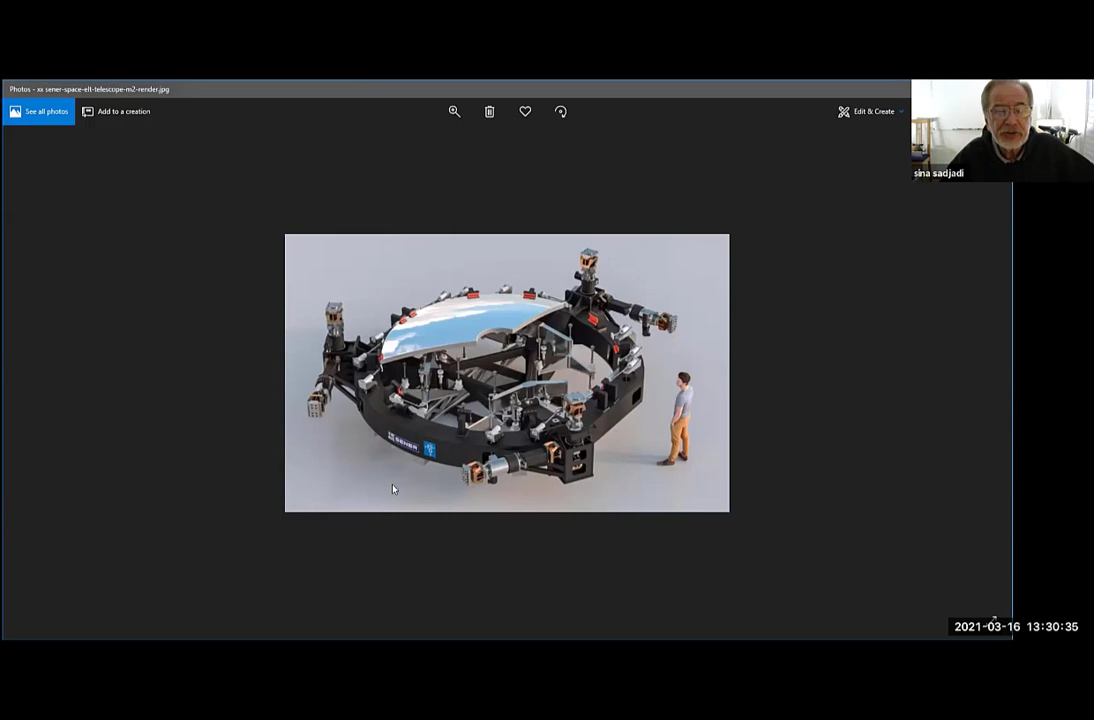 Photos - xx sener-space-elt-telescope-m2-render.jpg
See all photos
Add to a creation
Edit & Create
sina sadjadi
SENER
2021-03-16 13:30:35